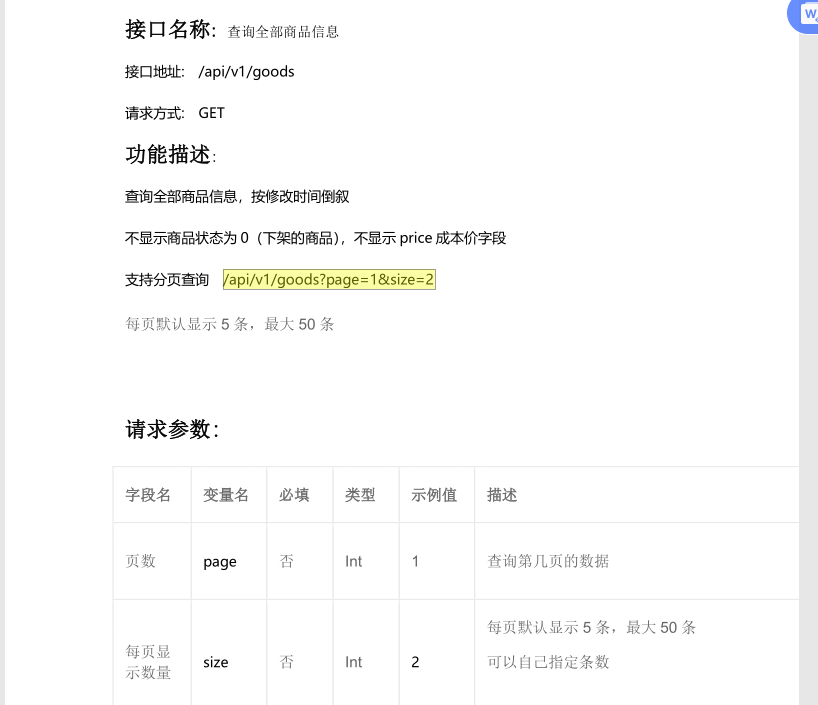 接口名称：查询全部商品信息
接口地址： /api/v1/goods
请求方式： GET
功能描述：
查询全部商品信息，按修改时间倒叙
不显示商品状态为 0（下架的商品），不显示 price 成本价字段
支持分页查询 /api/v1/goods?page=1&size=2
每页默认显示 5 条，最大 50 条
请求参数：
字段名 变量名 必填 类型 示例值 描述
页数 page 否 Int 1 查询第几页的数据
每页显示数量 size 否 Int 2 每页默认显示 5 条，最大 50 条
可以自己指定条数
W